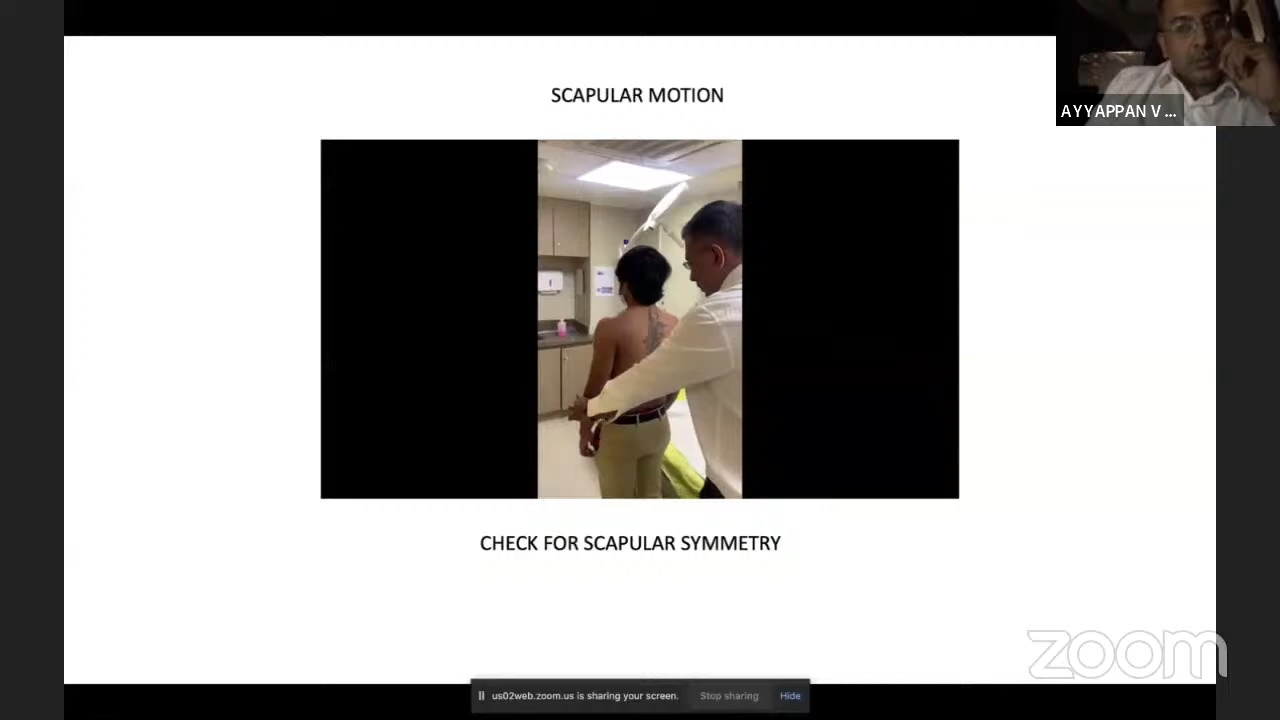 SCAPULAR MOTION
AYYAPPAN V ...
CHECK FOR SCAPULAR SYMMETRY
zoom
us02web.zoom.us is sharing your screen.
Stop sharing
Hide